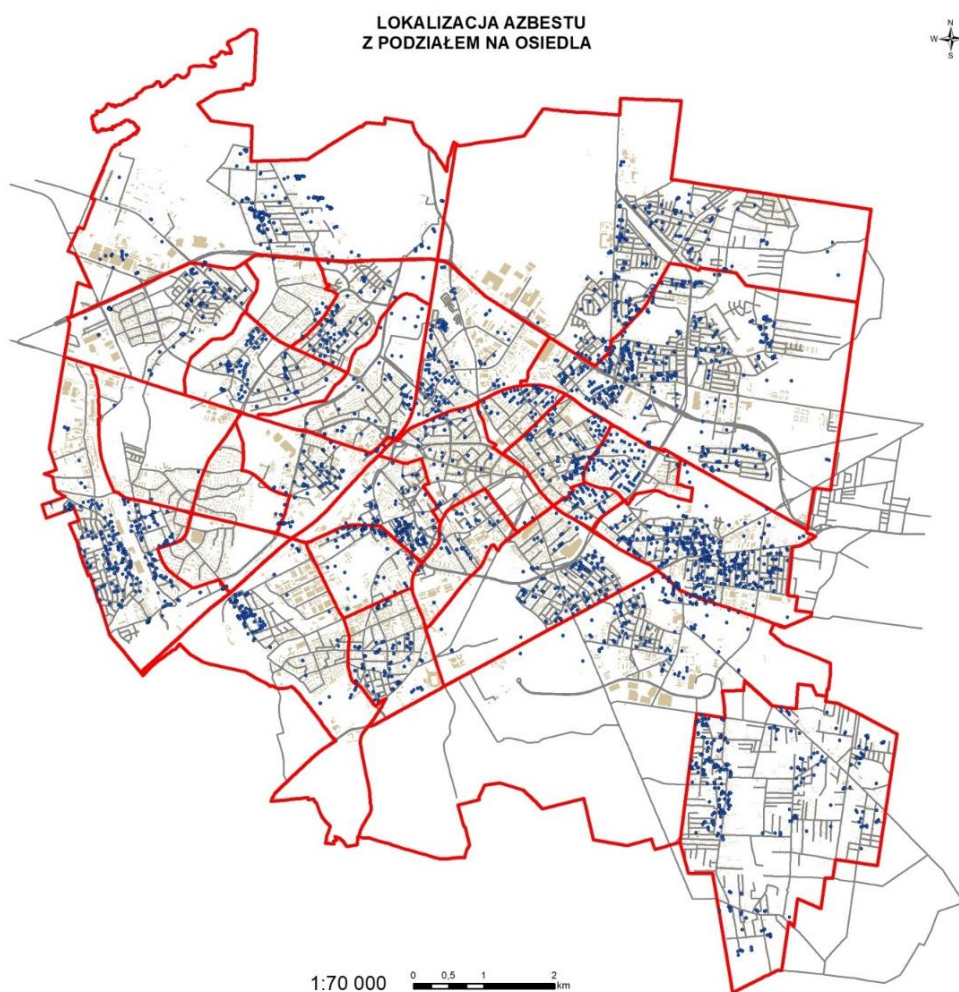 LOKALIZACJA AZBESTU
Z PODZIAŁEM NA OSIEDLA
N
W E
S
1:70 000
0 0,5 1 2
km